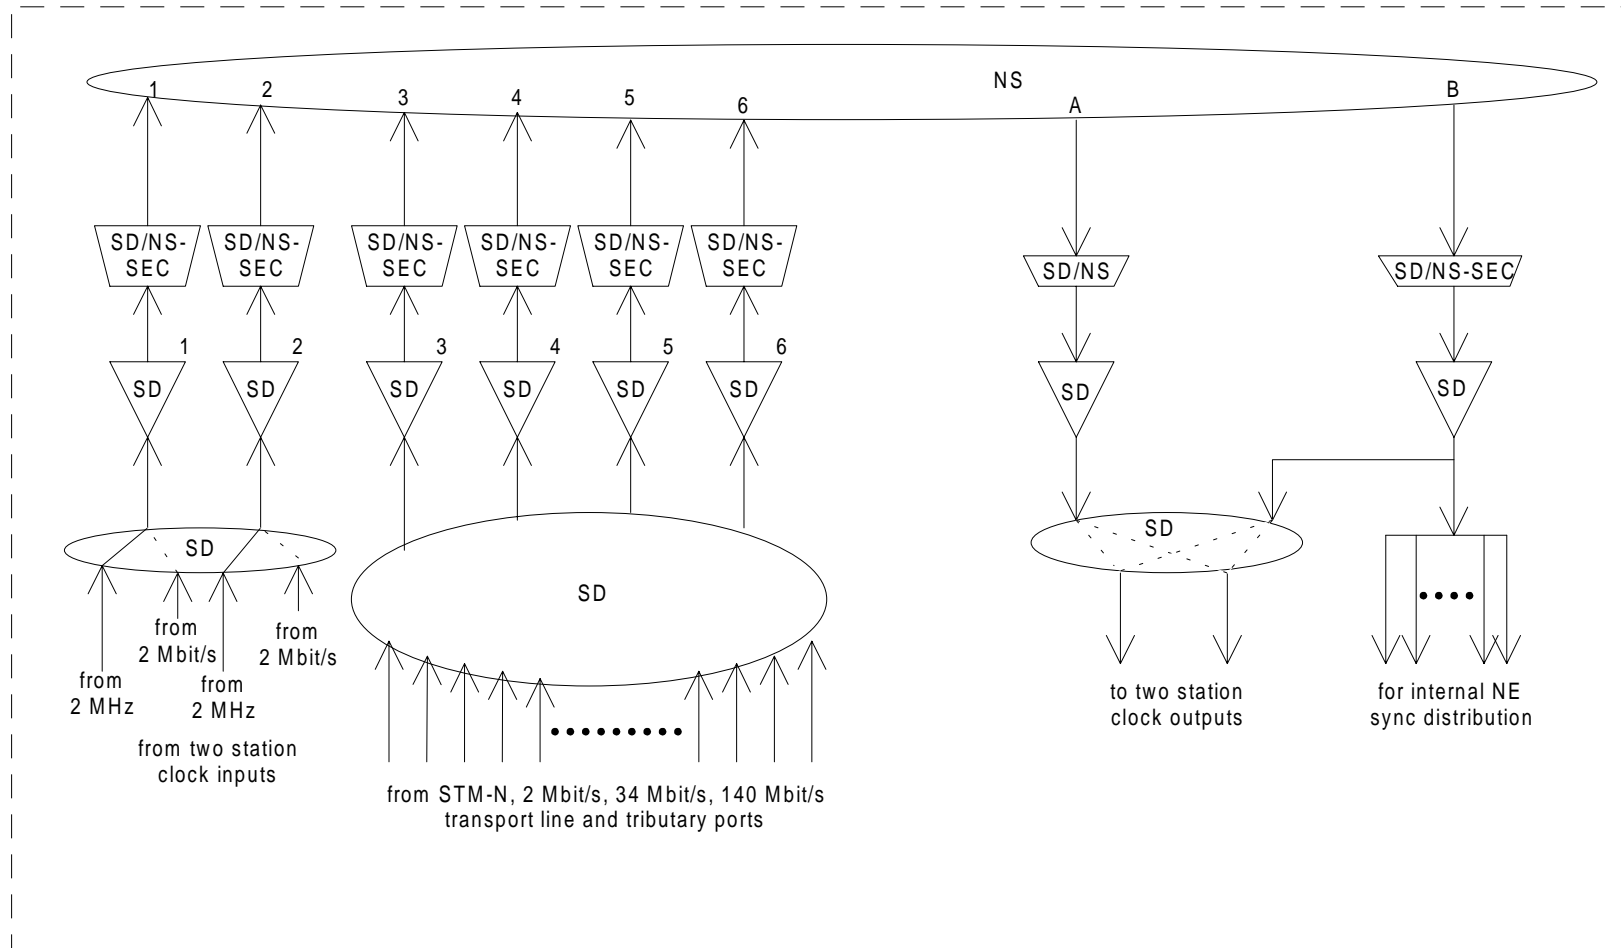 NS
1
2
3
4
5
6
A
B
SD/NS-
SEC
SD/NS-
SEC
SD/NS-
SEC
SD/NS-
SEC
SD/NS-
SEC
SD/NS-
SEC
SD/NS
SD/NS-SEC
1
2
3
4
5
6
SD
SD
SD
SD
SD
SD
SD
SD
SD
SD
SD
from
2 MHz
from
2 Mbit/s
from
2 MHz
from
2 Mbit/s
from two station
clock inputs
from STM-N, 2 Mbit/s, 34 Mbit/s, 140 Mbit/s
transport line and tributary ports
to two station
clock outputs
for internal NE
sync distribution